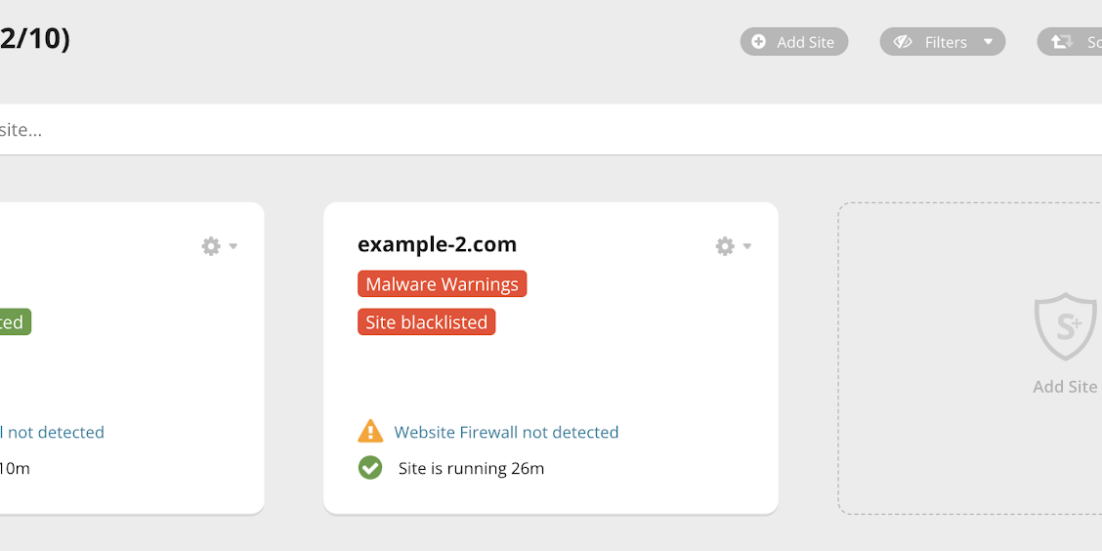 2/10)
Add Site
Filters
So
site...
example-2.com
Malware Warnings
ted
Site blacklisted
S+
Add Site
l not detected
Website Firewall not detected
10m
Site is running 26m